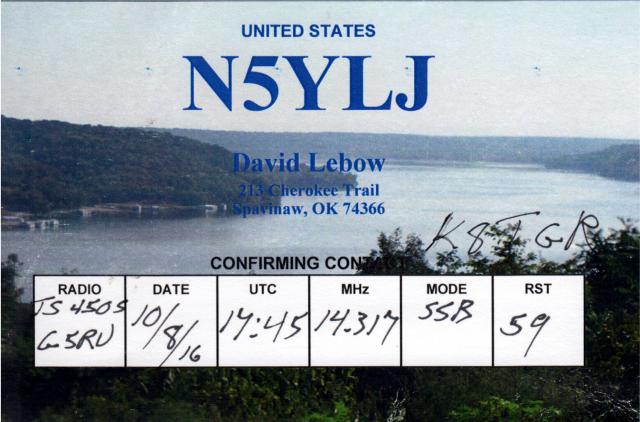 UNITED STATES
N5YLJ
David Lebow
213 Cherokee Trail
Spavinaw, OK 74366
K8TGR
CONFIRMING CONTACT
RADIO DATE UTC MHz MODE RST
TS 450S 10/8/16 17:45 14.317 SSB 59
G5RV